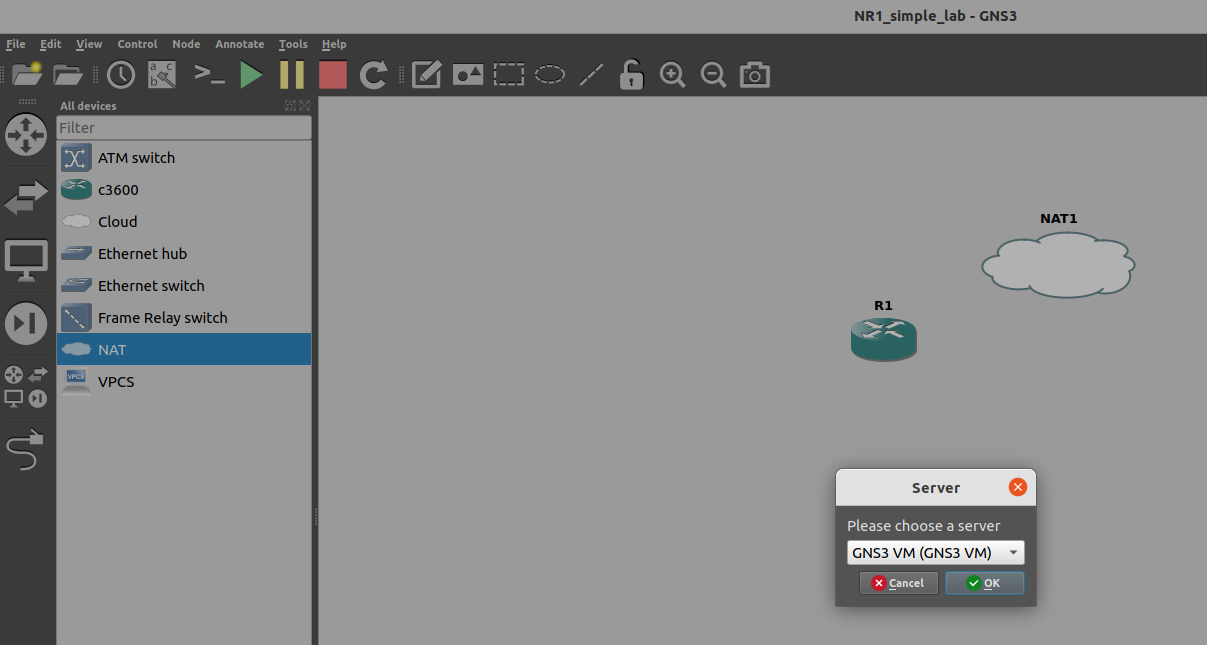 NR1_simple_lab - GNS3
File Edit View Control Node Annotate Tools Help
a c
b
>_
All devices
Filter
ATM switch
c3600
Cloud
Ethernet hub
Ethernet switch
Frame Relay switch
NAT
VPCS
VPCS
NAT1
R1
Server
Please choose a server
GNS3 VM (GNS3 VM)
Cancel OK